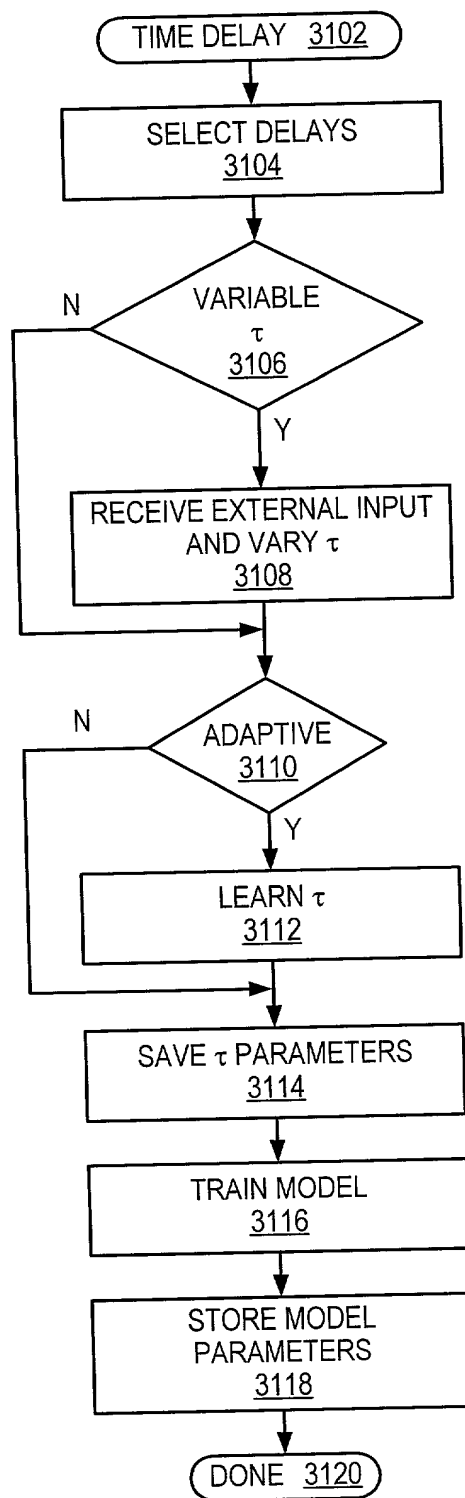 TIME DELAY 3102
SELECT DELAYS
3104
VARIABLE
τ
3106
N
Y
RECEIVE EXTERNAL INPUT
AND VARY τ
3108
ADAPTIVE
3110
N
Y
LEARN τ
3112
SAVE τ PARAMETERS
3114
TRAIN MODEL
3116
STORE MODEL
PARAMETERS
3118
DONE 3120